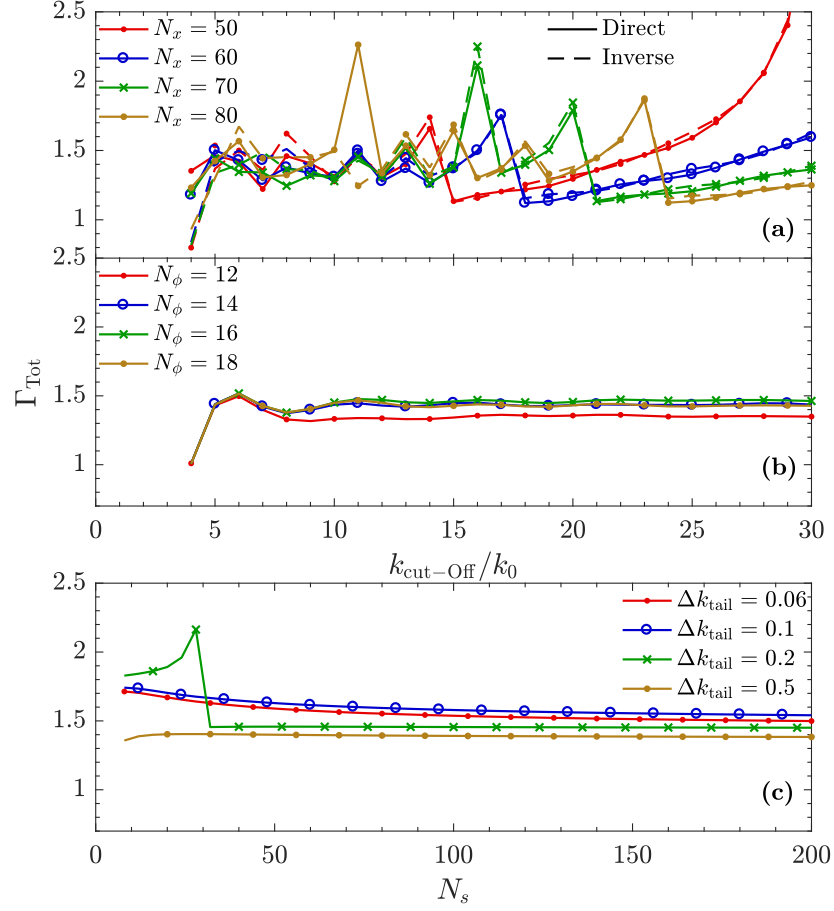 2.5
2
1.5
1
N_x = 50
N_x = 60
N_x = 70
N_x = 80
Direct
Inverse
(a)
2.5
2
1.5
1
N_ϕ = 12
N_ϕ = 14
N_ϕ = 16
N_ϕ = 18
(b)
Γ_Tot
0 5 10 15 20 25 30
k_cut−Off/k_0
2.5
2
1.5
1
Δk_tail = 0.06
Δk_tail = 0.1
Δk_tail = 0.2
Δk_tail = 0.5
(c)
0 50 100 150 200
N_s